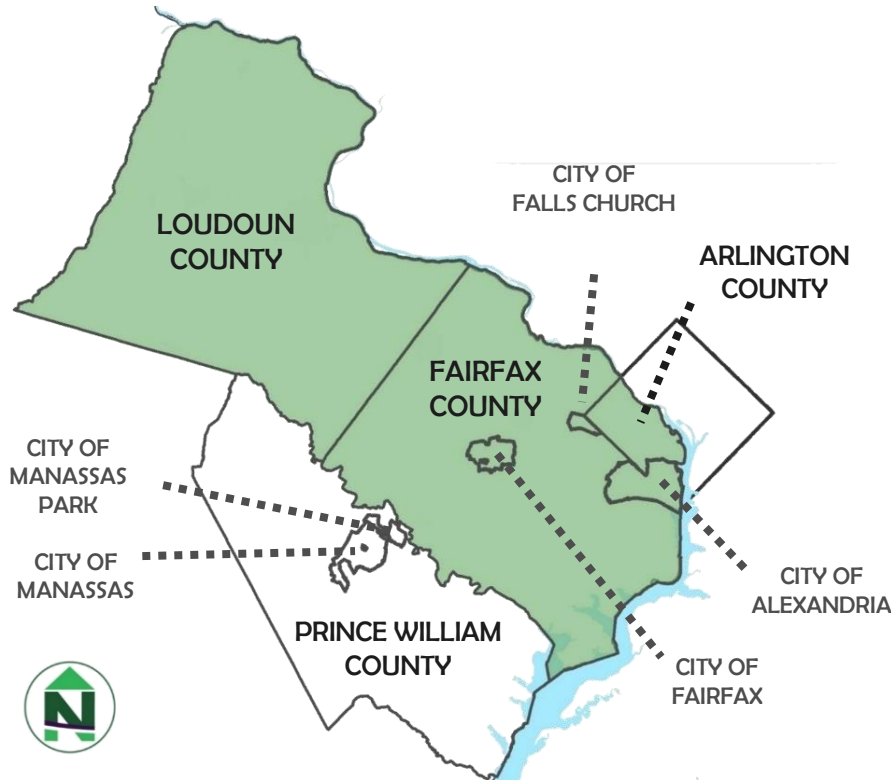 CITY OF
FALLS CHURCH
LOUDOUN
COUNTY
ARLINGTON
COUNTY
FAIRFAX
COUNTY
CITY OF
MANASSAS
PARK
CITY OF
MANASSAS
CITY OF
ALEXANDRIA
PRINCE WILLIAM
COUNTY
CITY OF
FAIRFAX
N